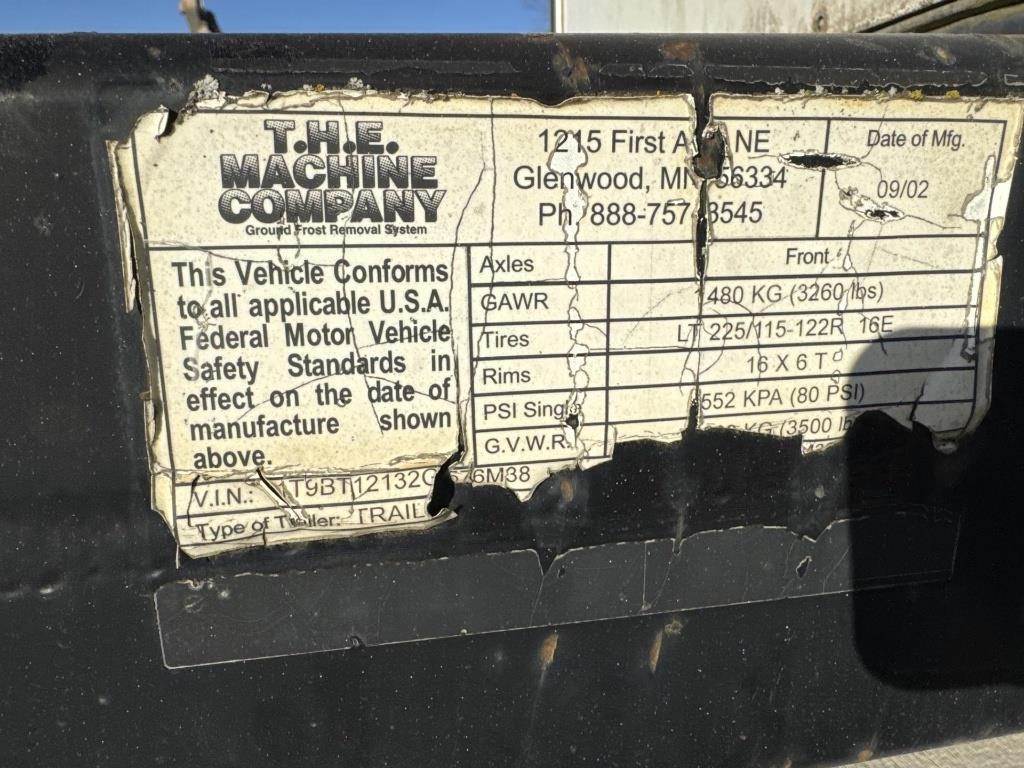 T.H.E.
MACHINE
COMPANY
Ground Frost Removal System
1215 First NE
Glenwood, MN 56334
Ph 888-757 8545
Date of Mfg.
09/02
This Vehicle Conforms
to all applicable U.S.A.
Federal Motor Vehicle
Safety Standards in
effect on the date of
manufacture shown
above.
Axles Front
GAWR 480 KG (3260 lbs)
Tires LT 225/115-122R 16E
Rims 16 X 6 T
PSI 552 KPA (80 PSI)
G.V.W.R. KG (3500
V.I.N.:
Type of Trailer: